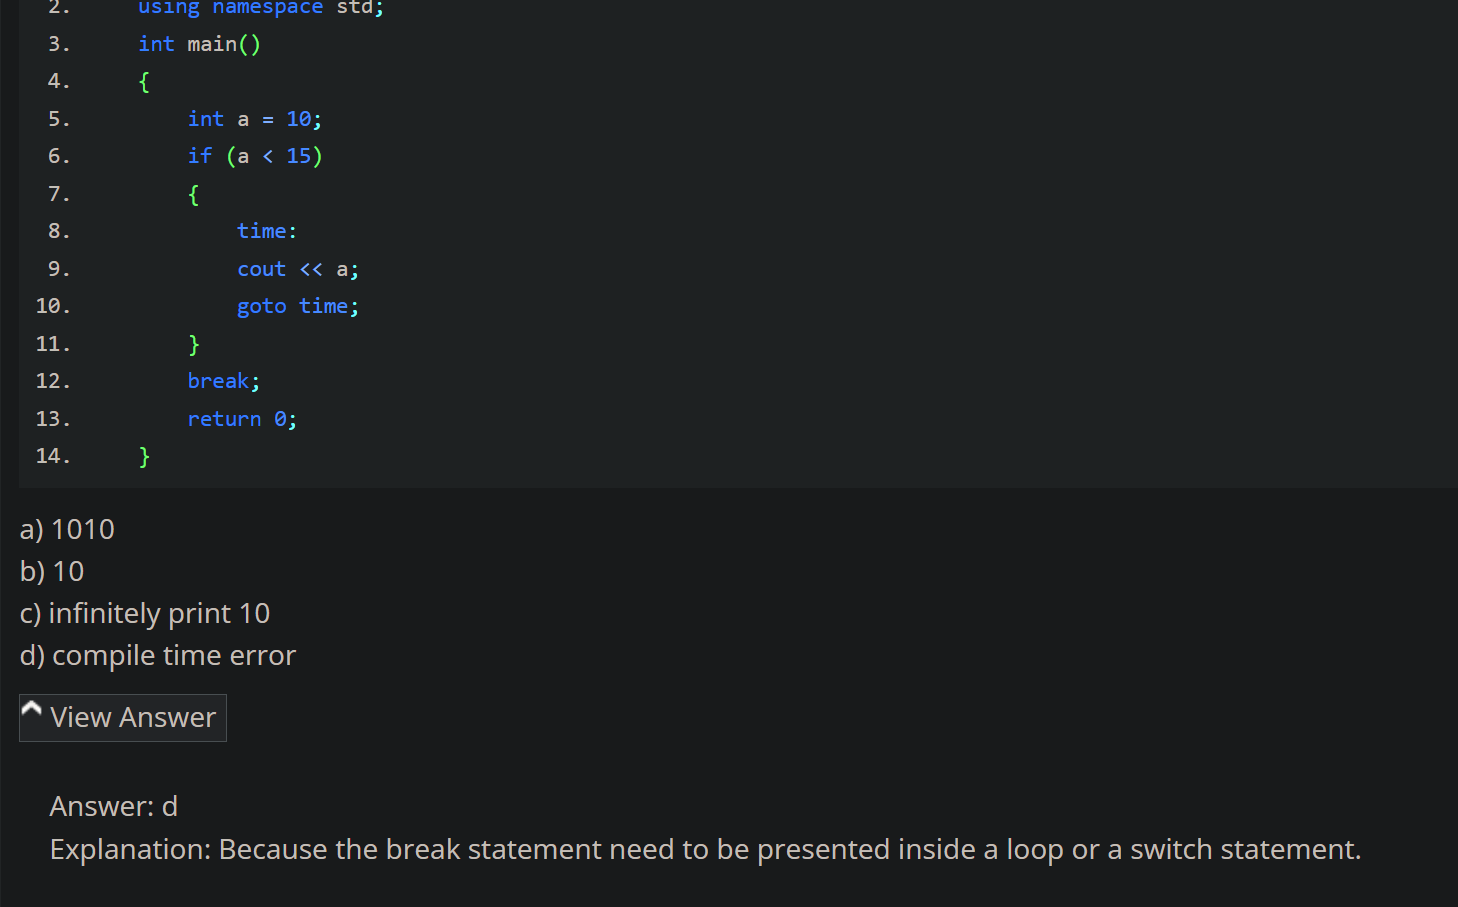 2. using namespace std;
3. int main()
4. {
5. int a = 10;
6. if (a < 15)
7. {
8. time:
9. cout << a;
10. goto time;
11. }
12. break;
13. return 0;
14. }
a) 1010
b) 10
c) infinitely print 10
d) compile time error
View Answer
Answer: d
Explanation: Because the break statement need to be presented inside a loop or a switch statement.